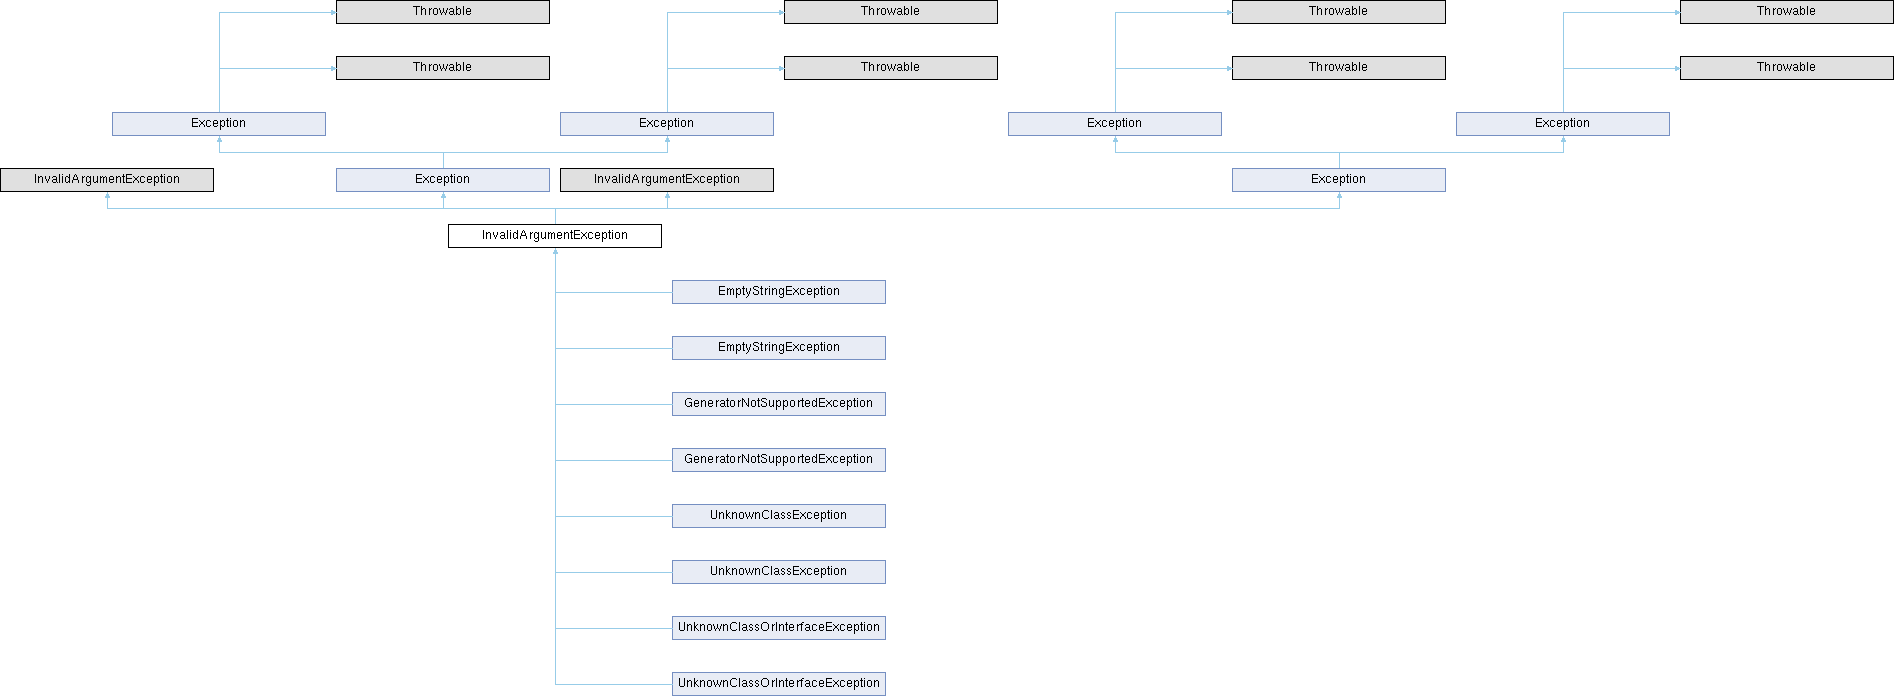 Throwable
Throwable
Throwable
Throwable
Throwable
Throwable
Throwable
Throwable
Exception
Exception
Exception
Exception
InvalidArgumentException
Exception
InvalidArgumentException
Exception
InvalidArgumentException
EmptyStringException
EmptyStringException
GeneratorNotSupportedException
GeneratorNotSupportedException
UnknownClassException
UnknownClassException
UnknownClassOrInterfaceException
UnknownClassOrInterfaceException